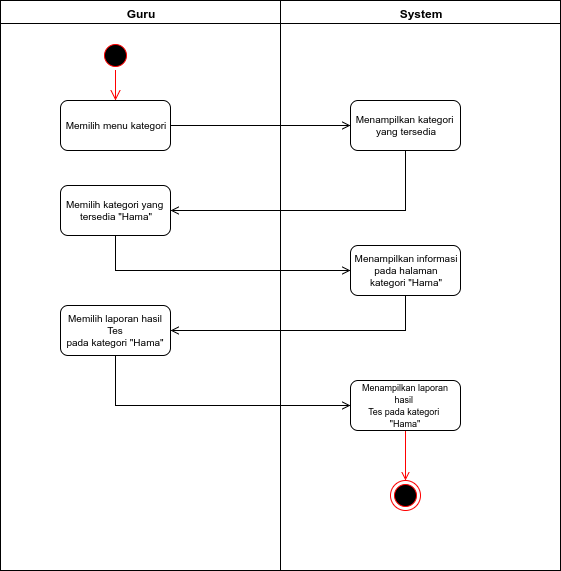 Guru
System
Memilih menu kategori
Menampilkan kategori
yang tersedia
Memilih kategori yang
tersedia "Hama"
Menampilkan informasi
pada halaman
kategori "Hama"
Memilih laporan hasil
Tes
pada kategori "Hama"
Menampilkan laporan
hasil
Tes pada kategori
"Hama"